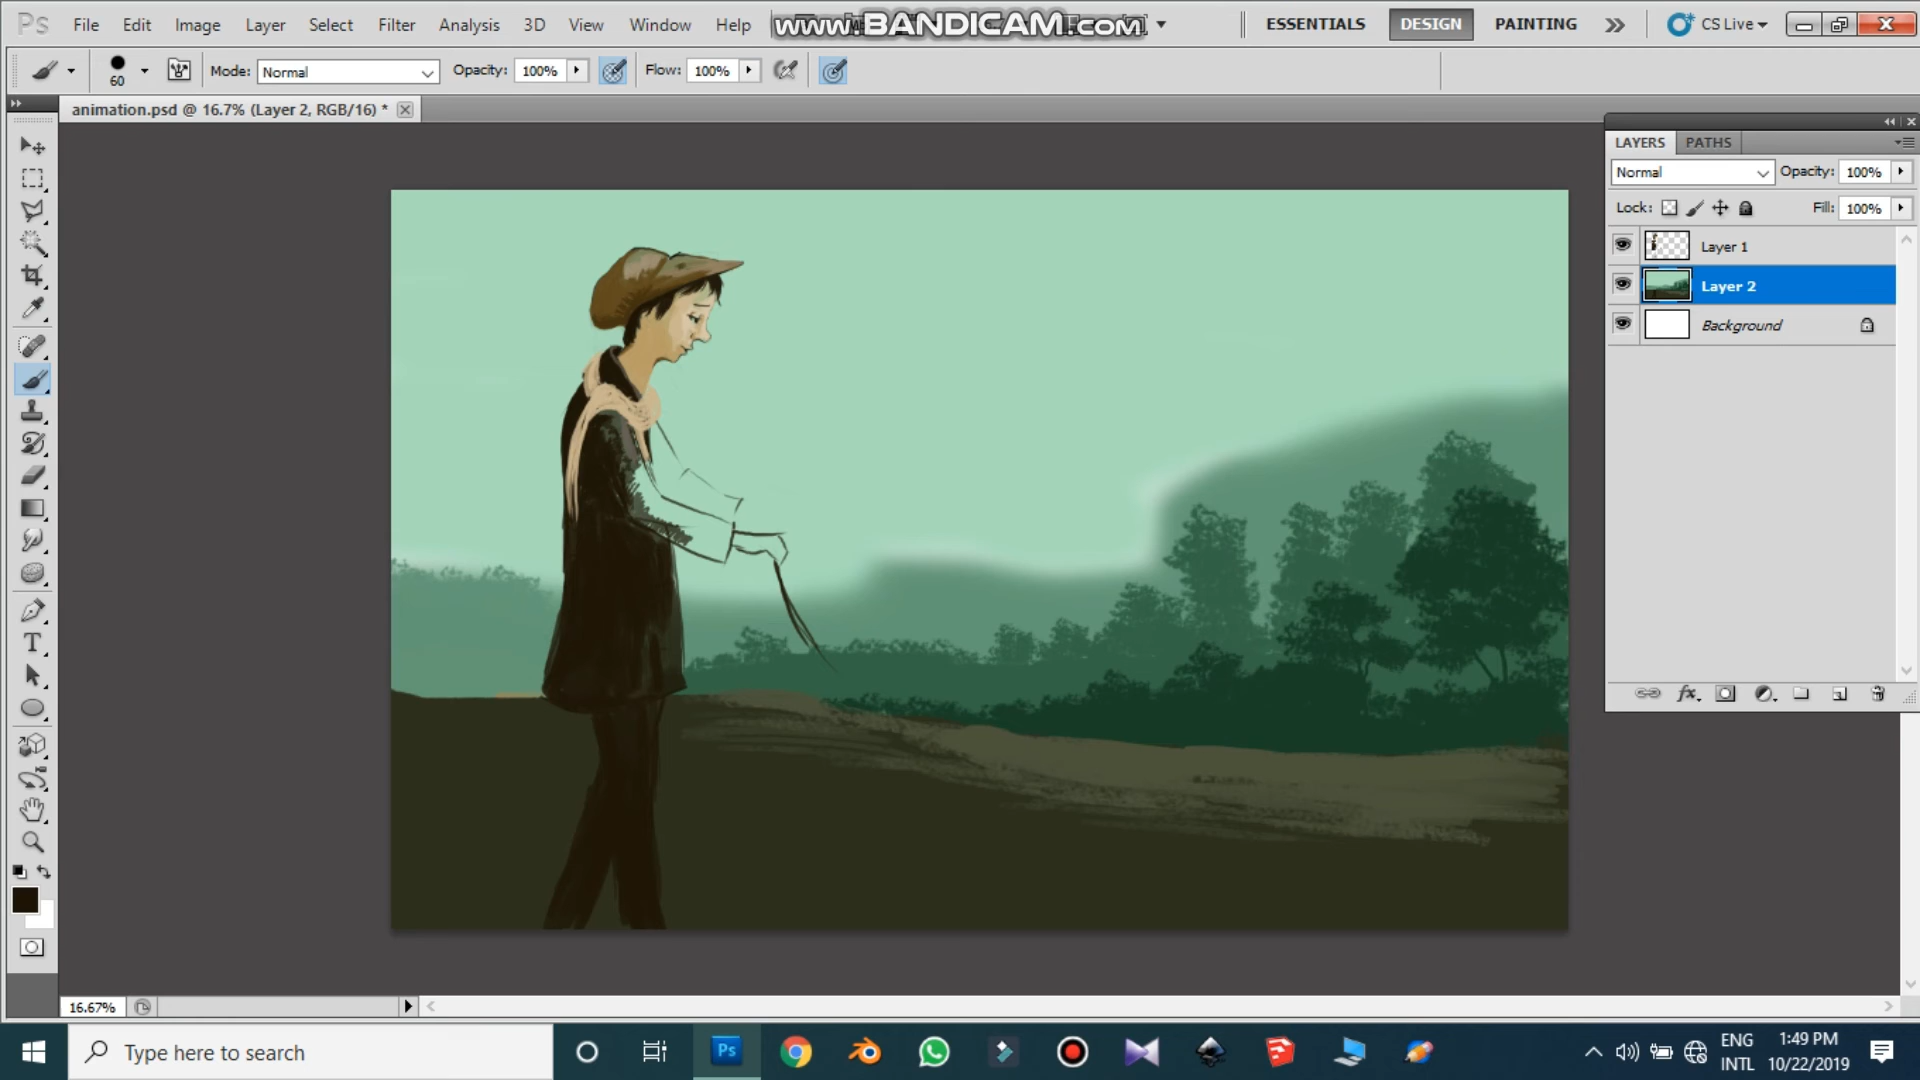 Ps File Edit Image Layer Select Filter Analysis 3D View Window Help www.BANDICAM.com ESSENTIALS DESIGN PAINTING CS Live
60 Mode: Normal Opacity: 100% Flow: 100%
animation.psd @ 16.7% (Layer 2, RGB/16) *
LAYERS PATHS
Normal Opacity: 100%
Lock: Fill: 100%
Layer 1
Layer 2
Background
fx
T
16.67%
Type here to search
Ps
ENG 1:49 PM
INTL 10/22/2019